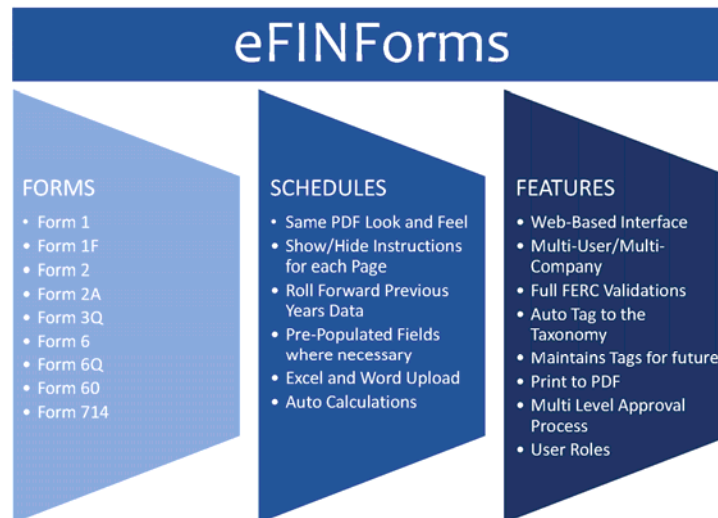 eFINForms
FORMS
• Form 1
• Form 1F
• Form 2
• Form 2A
• Form 3Q
• Form 6
• Form 6Q
• Form 60
• Form 714
SCHEDULES
• Same PDF Look and Feel
• Show/Hide Instructions
for each Page
• Roll Forward Previous
Years Data
• Pre-Populated Fields
where necessary
• Excel and Word Upload
• Auto Calculations
FEATURES
• Web-Based Interface
• Multi-User/Multi-
Company
• Full FERC Validations
• Auto Tag to the
Taxonomy
• Maintains Tags for future
• Print to PDF
• Multi Level Approval
Process
• User Roles